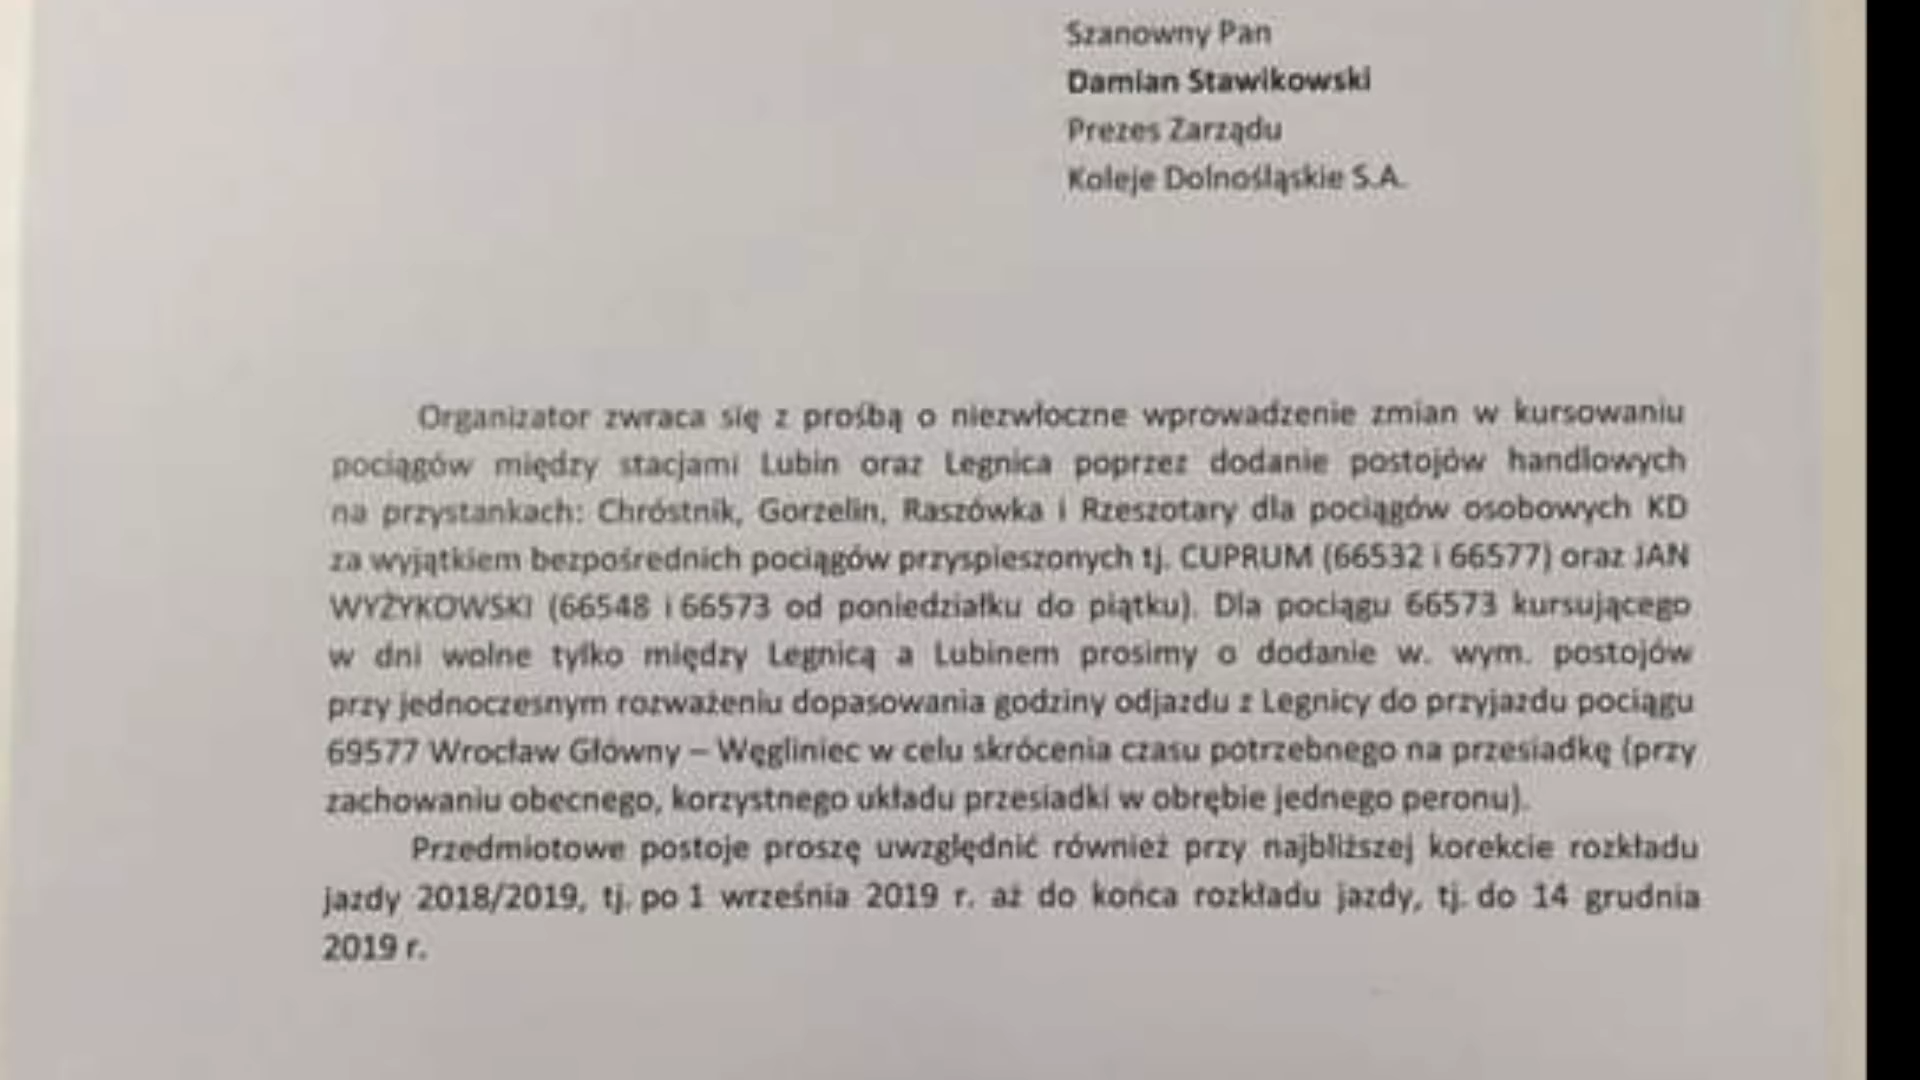 Szanowny Pan
Damian Stawikowski
Prezes Zarządu
Koleje Dolnośląskie S.A.
Organizator zwraca się z prośbą o niezwłoczne wprowadzenie zmian w kursowaniu
pociągów między stacjami Lubin oraz Legnica poprzez dodanie postojów handlowych
na przystankach: Chróstnik, Gorzelin, Raszówka i Rzeszotary dla pociągów osobowych KD
za wyjątkiem bezpośrednich pociągów przyspieszonych tj. CUPRUM (66532 i 66577) oraz JAN
WYŻYKOWSKI (66548 i 66573 od poniedziałku do piątku). Dla pociągu 66573 kursującego
w dni wolne tylko między Legnicą a Lubinem prosimy o dodanie w. wym. postojów
przy jednoczesnym rozważeniu dopasowania godziny odjazdu z Legnicy do przyjazdu pociągu
69577 Wrocław Główny – Węgliniec w celu skrócenia czasu potrzebnego na przesiadkę (przy
zachowaniu obecnego, korzystnego układu przesiadki w obrębie jednego peronu).
Przedmiotowe postoje proszę uwzględnić również przy najbliższej korekcie rozkładu
jazdy 2018/2019, tj. po 1 września 2019 r. aż do końca rozkładu jazdy, tj. do 14 grudnia
2019 r.